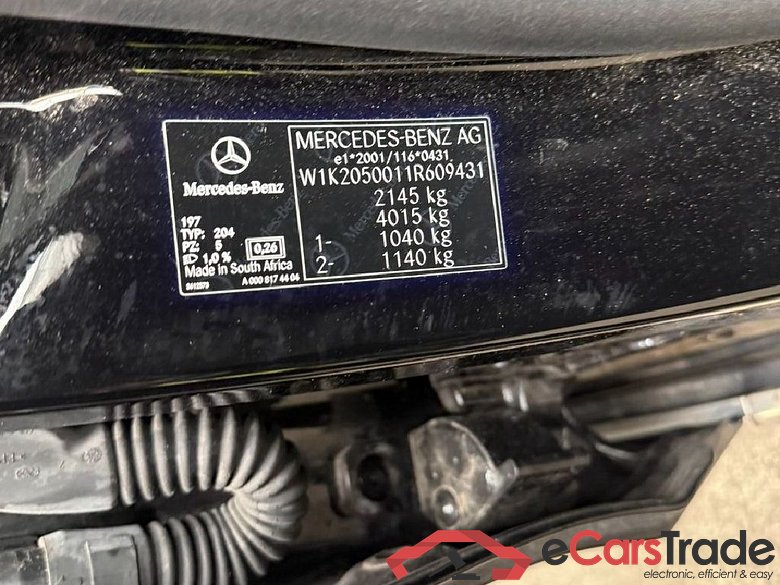 Mercedes-Benz
197
TYP: 204
PZ: 5
1,0 % 0,26
Made in South Africa
A 000 817 44 04
MERCEDES-BENZ AG
e1*2001/116*0431
W1K2050011R609431
2145 kg
4015 kg
1- 1040 kg
2- 1140 kg
eCarsTrade
electronic, efficient & easy